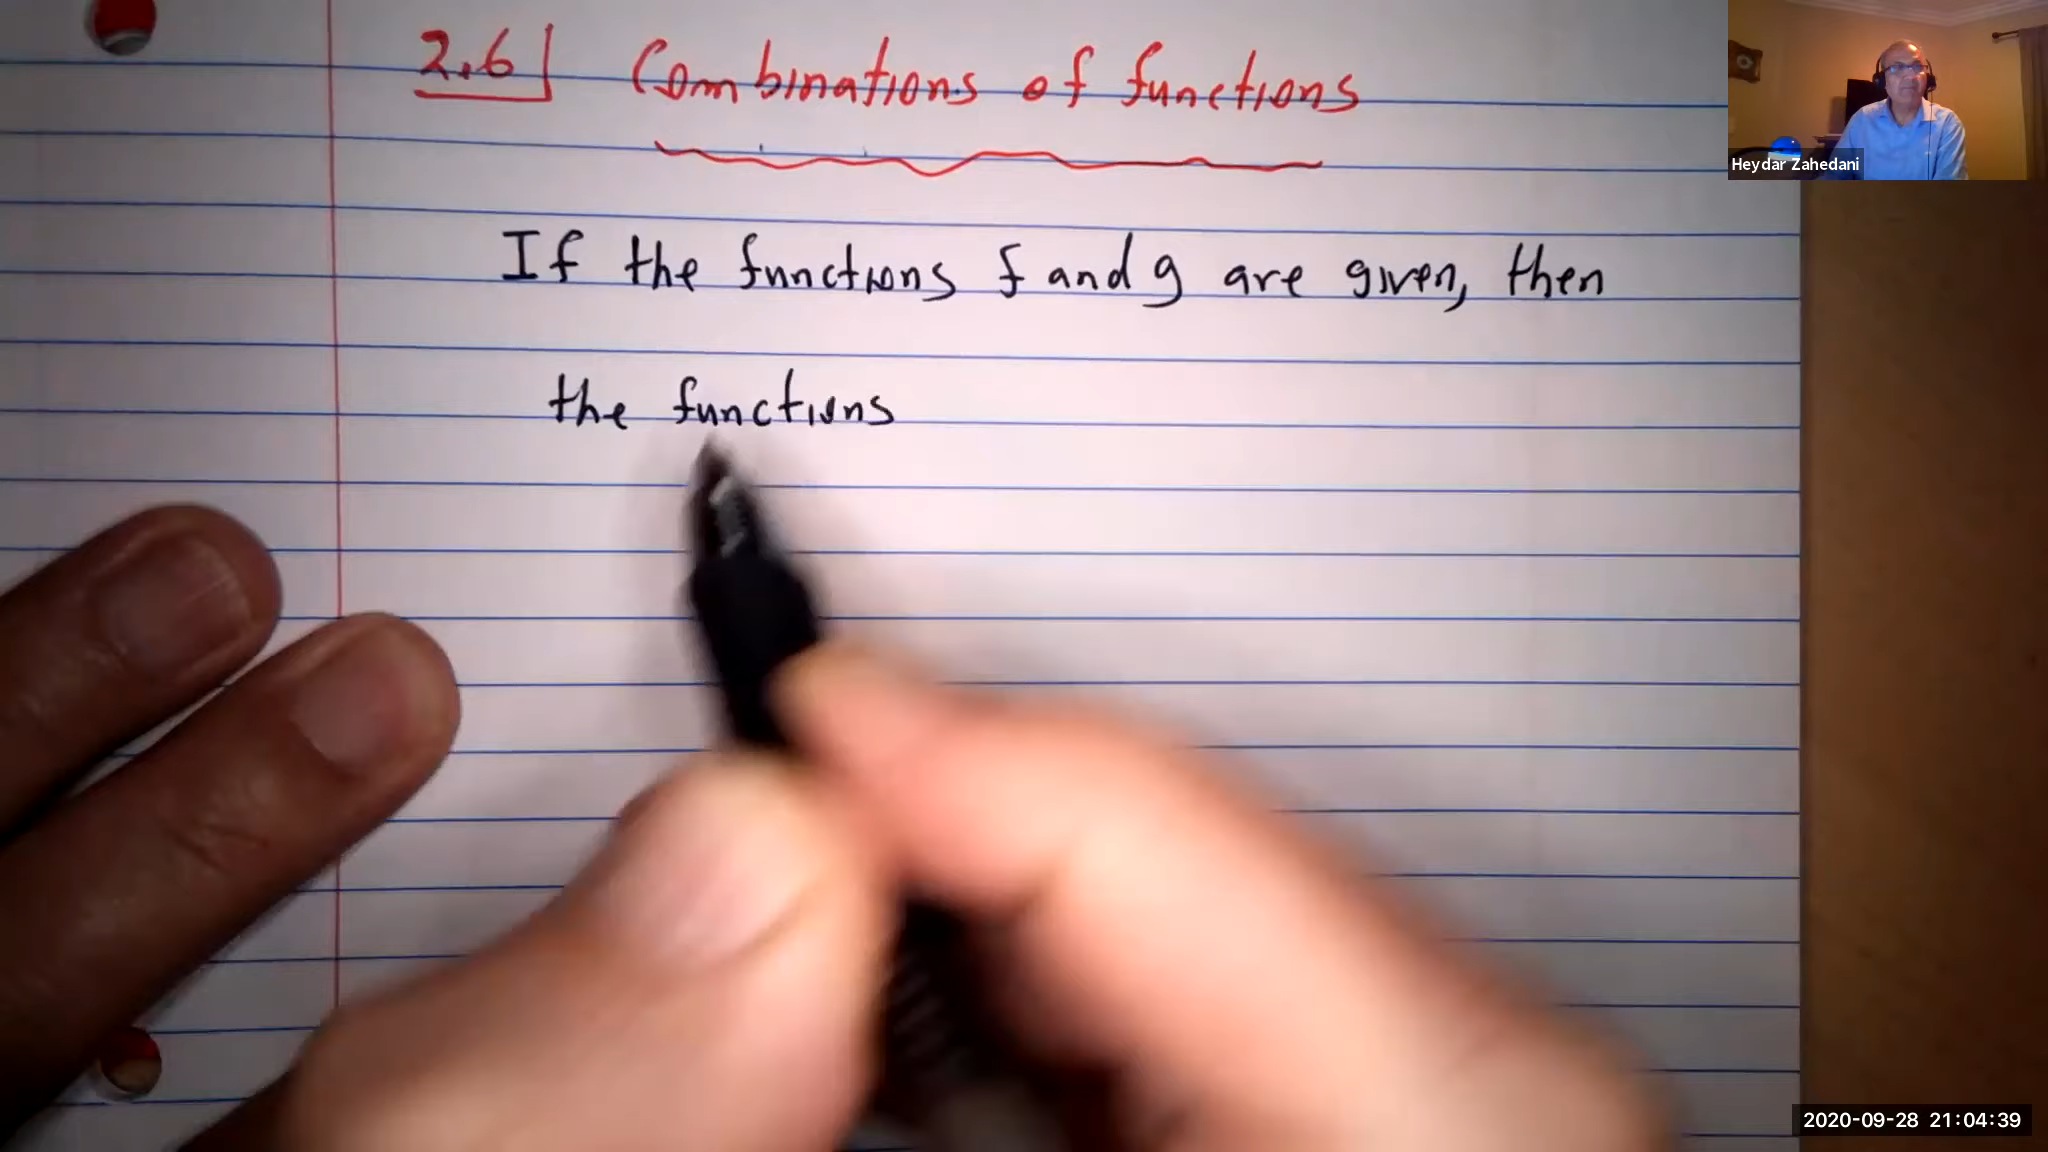 2.6 Combinations of functions
Heydar Zahedani
If the functions f and g are given, then
the functions
2020-09-28 21:04:39